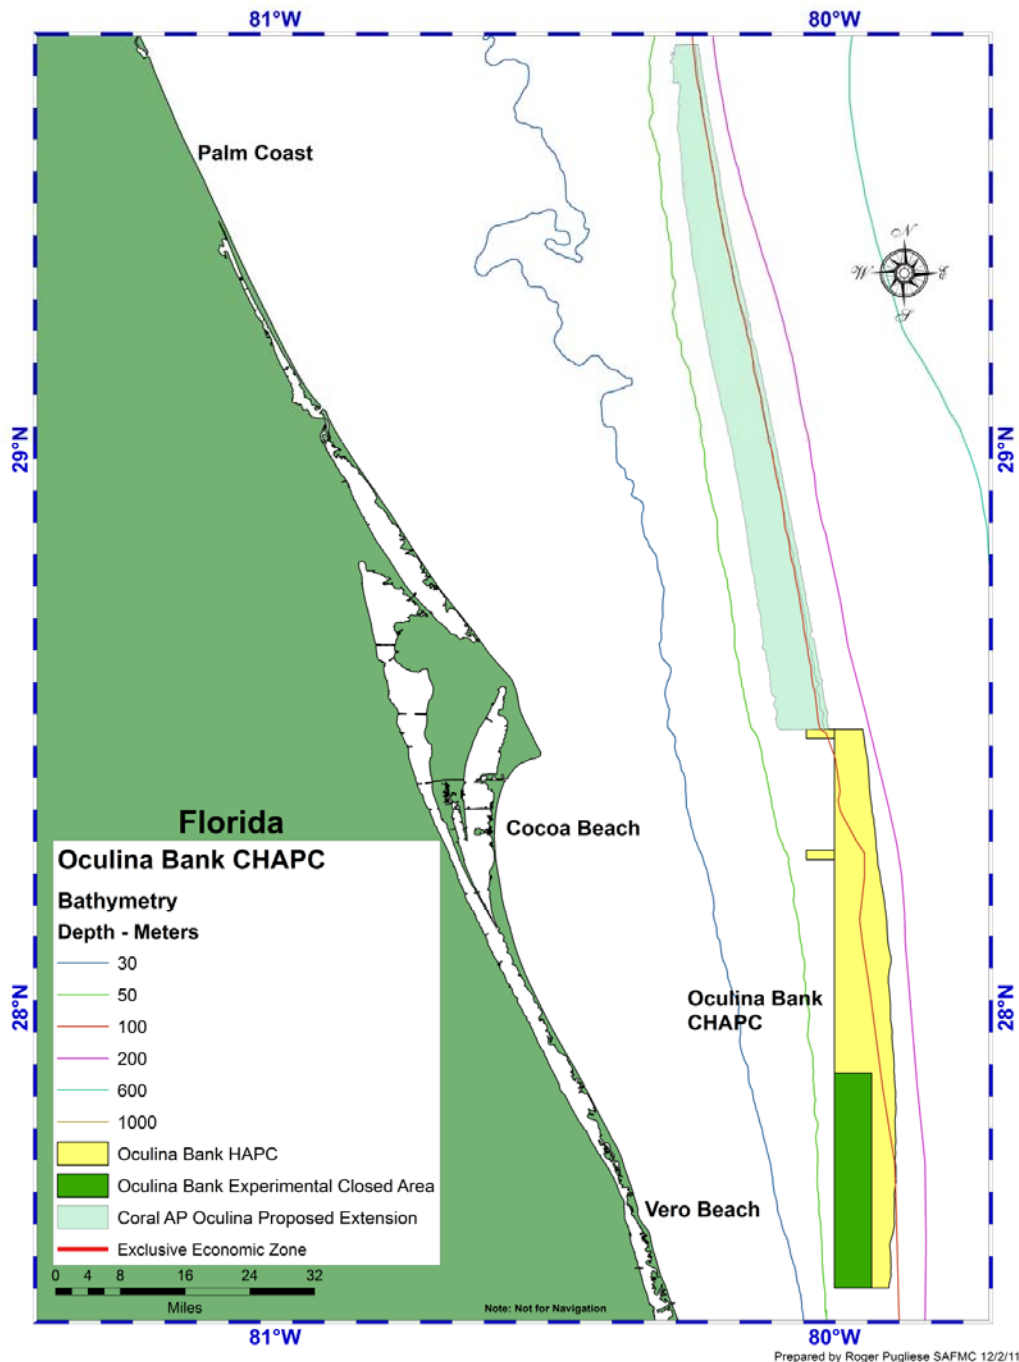 81°W
80°W
Palm Coast
N
W
E
S
29°N
29°N
Florida
Cocoa Beach
Oculina Bank CHAPC
Bathymetry
Depth - Meters
30
50
100
200
600
1000
Oculina Bank HAPC
Oculina Bank Experimental Closed Area
Coral AP Oculina Proposed Extension
Exclusive Economic Zone
0 4 8 16 24 32
Miles
Oculina Bank
CHAPC
28°N
28°N
Vero Beach
Note: Not for Navigation
81°W
80°W
Prepared by Roger Pugliese SAFMC 12/2/11